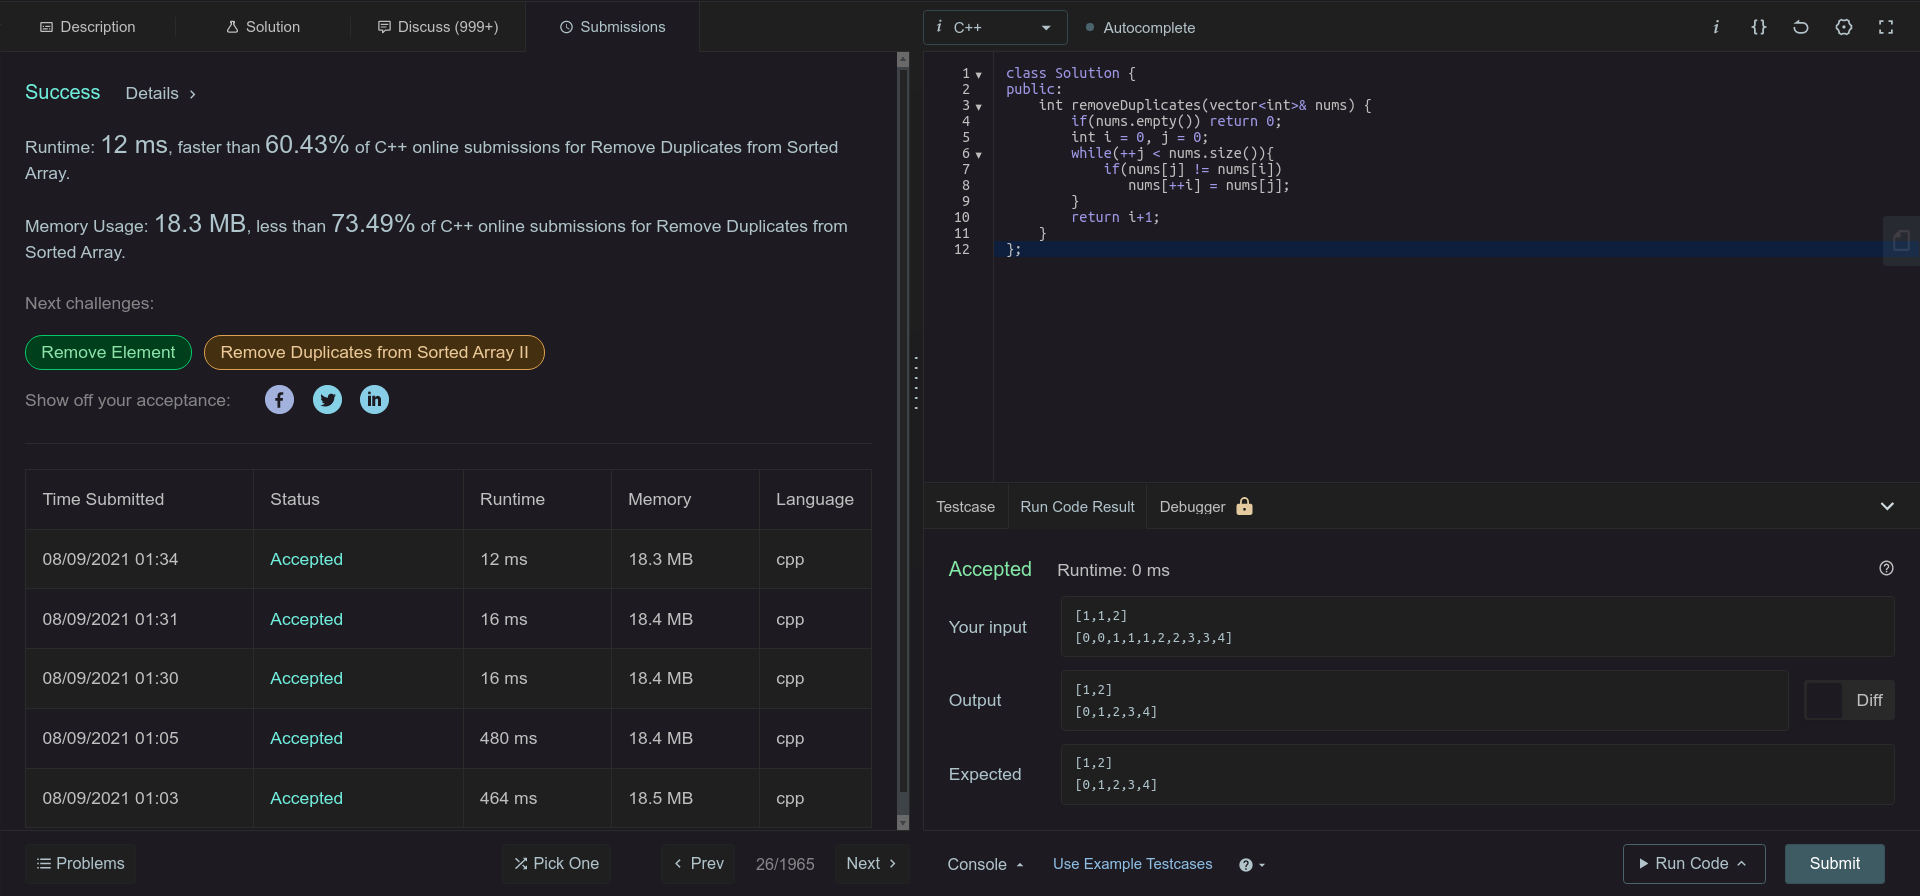 Description
Solution
Discuss (999+)
Submissions
Success
Details
Runtime: 12 ms, faster than 60.43% of C++ online submissions for Remove Duplicates from Sorted
Array.
Memory Usage: 18.3 MB, less than 73.49% of C++ online submissions for Remove Duplicates from
Sorted Array.
Next challenges:
Remove Element
Remove Duplicates from Sorted Array II
Show off your acceptance:
Time Submitted Status Runtime Memory Language
08/09/2021 01:34 Accepted 12 ms 18.3 MB cpp
08/09/2021 01:31 Accepted 16 ms 18.4 MB cpp
08/09/2021 01:30 Accepted 16 ms 18.4 MB cpp
08/09/2021 01:05 Accepted 480 ms 18.4 MB cpp
08/09/2021 01:03 Accepted 464 ms 18.5 MB cpp
Problems
Pick One
Prev
26/1965
Next
i C++
Autocomplete
i {}
1 class Solution {
2 public:
3     int removeDuplicates(vector<int>& nums) {
4         if(nums.empty()) return 0;
5         int i = 0, j = 0;
6         while(++j < nums.size()){
7             if(nums[j] != nums[i])
8                nums[++i] = nums[j];
9         }
10         return i+1;
11     }
12 };
Testcase
Run Code Result
Debugger
Accepted
Runtime: 0 ms
Your input
[1,1,2]
[0,0,1,1,1,2,2,3,3,4]
Output
[1,2]
[0,1,2,3,4]
Diff
Expected
[1,2]
[0,1,2,3,4]
Console
Use Example Testcases
Run Code
Submit